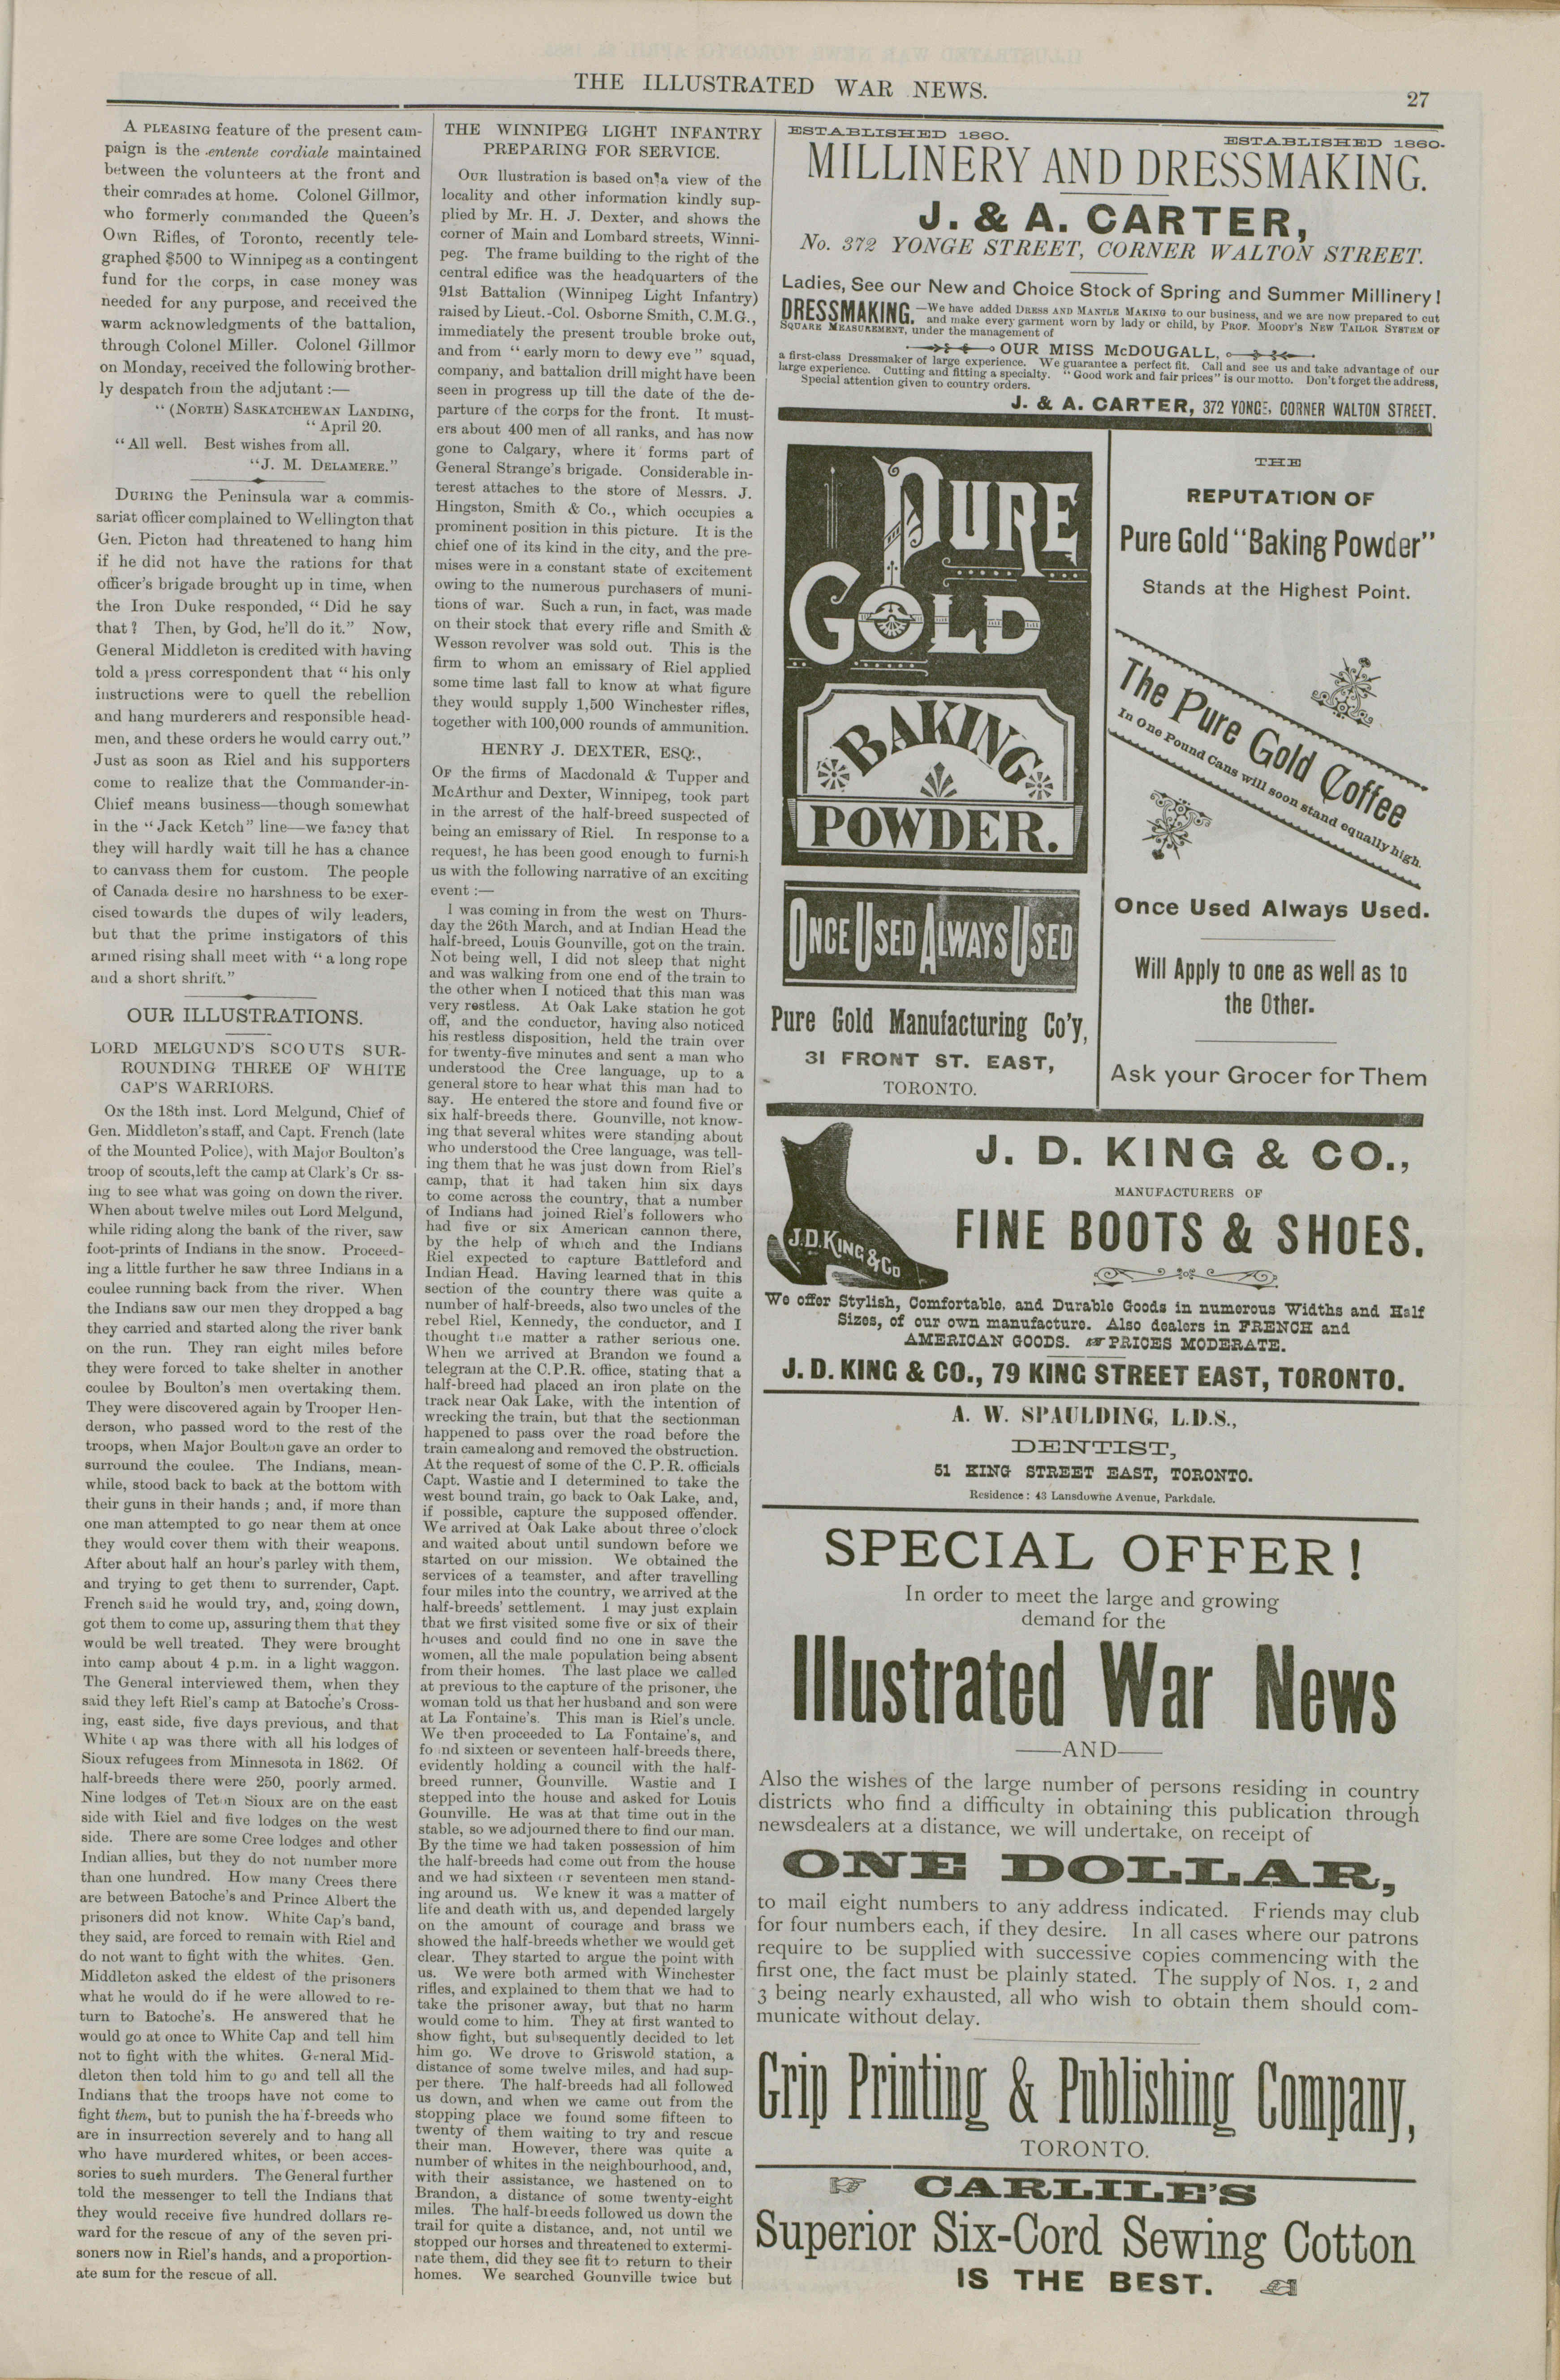 THE ILLUSTRATED WAR NEWS.
27
A PLEASING feature of the present cam-
paign is the entente cordiale maintained
between the volunteers at the front and
their comrades at home. Colonel Gillmor,
who formerly commanded the Queen's
Own Rifles, of Toronto, recently tele-
graphed $500 to Winnipeg as a contingent
fund for the corps, in case money was
needed for any purpose, and received the
warm acknowledgments of the battalion,
through Colonel Miller. Colonel Gillmor
on Monday, received the following brother-
ly despatch from the adjutant :—
"(NORTH) SASKATCHEWAN LANDING,
"April 20.
"All well. Best wishes from all.
"J. M. DELAMERE."
DURING the Peninsula war a commis-
sariat officer complained to Wellington that
Gen. Picton had threatened to hang him
if he did not have the rations for that
officer's brigade brought up in time, when
the Iron Duke responded, "Did he say
that? Then, by God, he'll do it." Now,
General Middleton is credited with having
told a press correspondent that "his only
instructions were to quell the rebellion
and hang murderers and responsible head-
men, and these orders he would carry out."
Just as soon as Riel and his supporters
come to realize that the Commander-in-
Chief means business—though somewhat
in the "Jack Ketch" line—we fancy that
they will hardly wait till he has a chance
to canvass them for custom. The people
of Canada desire no harshness to be exer-
cised towards the dupes of wily leaders,
but that the prime instigators of this
armed rising shall meet with "a long rope
and a short shrift."
OUR ILLUSTRATIONS.
LORD MELGUND'S SCOUTS SUR-
ROUNDING THREE OF WHITE
CAP'S WARRIORS.
ON the 18th inst. Lord Melgund, Chief of
Gen. Middleton's staff, and Capt. French (late
of the Mounted Police), with Major Boulton's
troop of scouts, left the camp at Clark's Cr ss-
ing to see what was going on down the river.
When about twelve miles out Lord Melgund,
while riding along the bank of the river, saw
foot-prints of Indians in the snow. Proceed-
ing a little further he saw three Indians in a
coulee running back from the river. When
the Indians saw our men they dropped a bag
they carried and started along the river bank
on the run. They ran eight miles before
they were forced to take shelter in another
coulee by Boulton's men overtaking them.
They were discovered again by Trooper Hen-
derson, who passed word to the rest of the
troops, when Major Boulton gave an order to
surround the coulee. The Indians, mean-
while, stood back to back at the bottom with
their guns in their hands ; and, if more than
one man attempted to go near them at once
they would cover them with their weapons.
After about half an hour's parley with them,
and trying to get them to surrender, Capt.
French said he would try, and, going down,
got them to come up, assuring them that they
would be well treated. They were brought
into camp about 4 p.m. in a light waggon.
The General interviewed them, when they
said they left Riel's camp at Batoche's Cross-
ing, east side, five days previous, and that
White Cap was there with all his lodges of
Sioux refugees from Minnesota in 1862. Of
half-breeds there were 250, poorly armed.
Nine lodges of Teton Sioux are on the east
side with Riel and five lodges on the west
side. There are some Cree lodges and other
Indian allies, but they do not number more
than one hundred. How many Crees there
are between Batoche's and Prince Albert the
prisoners did not know. White Cap's band,
they said, are forced to remain with Riel and
do not want to fight with the whites. Gen.
Middleton asked the eldest of the prisoners
what he would do if he were allowed to re-
turn to Batoche's. He answered that he
would go at once to White Cap and tell him
not to fight with the whites. General Mid-
dleton then told him to go and tell all the
Indians that the troops have not come to
fight them, but to punish the half-breeds who
are in insurrection severely and to hang all
who have murdered whites, or been acces-
sories to such murders. The General further
told the messenger to tell the Indians that
they would receive five hundred dollars re-
ward for the rescue of any of the seven pri-
soners now in Riel's hands, and a proportion-
ate sum for the rescue of all.
THE WINNIPEG LIGHT INFANTRY
PREPARING FOR SERVICE.
OUR llustration is based on a view of the
locality and other information kindly sup-
plied by Mr. H. J. Dexter, and shows the
corner of Main and Lombard streets, Winni-
peg. The frame building to the right of the
central edifice was the headquarters of the
91st Battalion (Winnipeg Light Infantry)
raised by Lieut.-Col. Osborne Smith, C.M.G.,
immediately the present trouble broke out,
and from "early morn to dewy eve" squad,
company, and battalion drill might have been
seen in progress up till the date of the de-
parture of the corps for the front. It must-
ers about 400 men of all ranks, and has now
gone to Calgary, where it forms part of
General Strange's brigade. Considerable in-
terest attaches to the store of Messrs. J.
Hingston, Smith & Co., which occupies a
prominent position in this picture. It is the
chief one of its kind in the city, and the pre-
mises were in a constant state of excitement
owing to the numerous purchasers of muni-
tions of war. Such a run, in fact, was made
on their stock that every rifle and Smith &
Wesson revolver was sold out. This is the
firm to whom an emissary of Riel applied
some time last fall to know at what figure
they would supply 1,500 Winchester rifles,
together with 100,000 rounds of ammunition.
HENRY J. DEXTER, ESQ.,
OF the firms of Macdonald & Tupper and
McArthur and Dexter, Winnipeg, took part
in the arrest of the half-breed suspected of
being an emissary of Riel. In response to a
request, he has been good enough to furnish
us with the following narrative of an exciting
event :—
I was coming in from the west on Thurs-
day the 26th March, and at Indian Head the
half-breed, Louis Gounville, got on the train.
Not being well, I did not sleep that night
and was walking from one end of the train to
the other when I noticed that this man was
very restless. At Oak Lake station he got
off, and the conductor, having also noticed
his restless disposition, held the train over
for twenty-five minutes and sent a man who
understood the Cree language, up to a
general store to hear what this man had to
say. He entered the store and found five or
six half-breeds there. Gounville, not know-
ing that several whites were standing about
who understood the Cree language, was tell-
ing them that he was just down from Riel's
camp, that it had taken him six days
to come across the country, that a number
of Indians had joined Riel's followers who
had five or six American cannon there,
by the help of which and the Indians
Riel expected to capture Battleford and
Indian Head. Having learned that in this
section of the country there was quite a
number of half-breeds, also two uncles of the
rebel Riel, Kennedy, the conductor, and I
thought the matter a rather serious one.
When we arrived at Brandon we found a
telegram at the C.P.R. office, stating that a
half-breed had placed an iron plate on the
track near Oak Lake, with the intention of
wrecking the train, but that the sectionman
happened to pass over the road before the
train came along and removed the obstruction.
At the request of some of the C. P. R. officials
Capt. Wastie and I determined to take the
west bound train, go back to Oak Lake, and,
if possible, capture the supposed offender.
We arrived at Oak Lake about three o'clock
and waited about until sundown before we
started on our mission. We obtained the
services of a teamster, and after travelling
four miles into the country, we arrived at the
half-breeds' settlement. I may just explain
that we first visited some five or six of their
houses and could find no one in save the
women, all the male population being absent
from their homes. The last place we called
at previous to the capture of the prisoner, the
woman told us that her husband and son were
at La Fontaine's. This man is Riel's uncle.
We then proceeded to La Fontaine's, and
fo nd sixteen or seventeen half-breeds there,
evidently holding a council with the half-
breed runner, Gounville. Wastie and I
stepped into the house and asked for Louis
Gounville. He was at that time out in the
stable, so we adjourned there to find our man.
By the time we had taken possession of him
the half-breeds had come out from the house
and we had sixteen or seventeen men stand-
ing around us. We knew it was a matter of
life and death with us, and depended largely
on the amount of courage and brass we
showed the half-breeds whether we would get
clear. They started to argue the point with
us. We were both armed with Winchester
rifles, and explained to them that we had to
take the prisoner away, but that no harm
would come to him. They at first wanted to
show fight, but subsequently decided to let
him go. We drove to Griswold station, a
distance of some twelve miles, and had sup-
per there. The half-breeds had all followed
us down, and when we came out from the
stopping place we found some fifteen to
twenty of them waiting to try and rescue
their man. However, there was quite a
number of whites in the neighbourhood, and,
with their assistance, we hastened on to
Brandon, a distance of some twenty-eight
miles. The half-breeds followed us down the
trail for quite a distance, and, not until we
stopped our horses and threatened to extermi-
nate them, did they see fit to return to their
homes. We searched Gounville twice but
ESTABLISHED 1860.
ESTABLISHED 1860.
MILLINERY AND DRESSMAKING.
J. & A. CARTER,
No. 372 YONGE STREET, CORNER WALTON STREET.
Ladies, See our New and Choice Stock of Spring and Summer Millinery!
DRESSMAKING.—We have added DRESS AND MANTLE MAKING to our business, and we are now prepared to cut
and make every garment worn by lady or child, by PROF. MOODY'S NEW TAILOR SYSTEM OF
SQUARE MEASUREMENT, under the management of
OUR MISS McDOUGALL,
a first-class Dressmaker of large experience. We guarantee a perfect fit. Call and see us and take advantage of our
large experience. Cutting and fitting a specialty. "Good work and fair prices" is our motto. Don't forget the address,
Special attention given to country orders.
J. & A. CARTER, 372 YONGE, CORNER WALTON STREET.
PURE
GOLD
BAKING
POWDER.
ONCE USED ALWAYS USED
Pure Gold Manufacturing Co'y,
31 FRONT ST. EAST,
TORONTO.
THE
REPUTATION OF
Pure Gold "Baking Powder"
Stands at the Highest Point.
The Pure Gold Coffee
In One Pound Cans will soon stand equally high.
Once Used Always Used.
Will Apply to one as well as to
the Other.
Ask your Grocer for Them
J.D.KING & CO
J. D. KING & CO.,
MANUFACTURERS OF
FINE BOOTS & SHOES.
We offer Stylish, Comfortable, and Durable Goods in numerous Widths and Half
Sizes, of our own manufacture. Also dealers in FRENCH and
AMERICAN GOODS. ☞ PRICES MODERATE.
J. D. KING & CO., 79 KING STREET EAST, TORONTO.
A. W. SPAULDING, L.D.S.,
DENTIST,
51 KING STREET EAST, TORONTO.
Residence : 43 Lansdowne Avenue, Parkdale.
SPECIAL OFFER!
In order to meet the large and growing
demand for the
Illustrated War News
—AND—
Also the wishes of the large number of persons residing in country
districts who find a difficulty in obtaining this publication through
newsdealers at a distance, we will undertake, on receipt of
ONE DOLLAR,
to mail eight numbers to any address indicated. Friends may club
for four numbers each, if they desire. In all cases where our patrons
require to be supplied with successive copies commencing with the
first one, the fact must be plainly stated. The supply of Nos. 1, 2 and
3 being nearly exhausted, all who wish to obtain them should com-
municate without delay.
Grip Printing & Publishing Company,
TORONTO.
☞ CARLILE'S
Superior Six-Cord Sewing Cotton
IS THE BEST. ☜